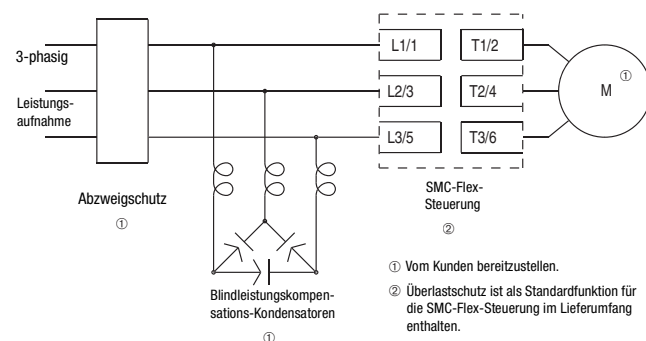 3-phasig
Leistungs-
aufnahme
Abzweigschutz
①
L1/1
T1/2
L2/3
T2/4
L3/5
T3/6
M ①
SMC-Flex-
Steuerung
②
Blindleistungskompen-
sations-Kondensatoren
①
① Vom Kunden bereitzustellen.
② Überlastschutz ist als Standardfunktion für
die SMC-Flex-Steuerung im Lieferumfang
enthalten.